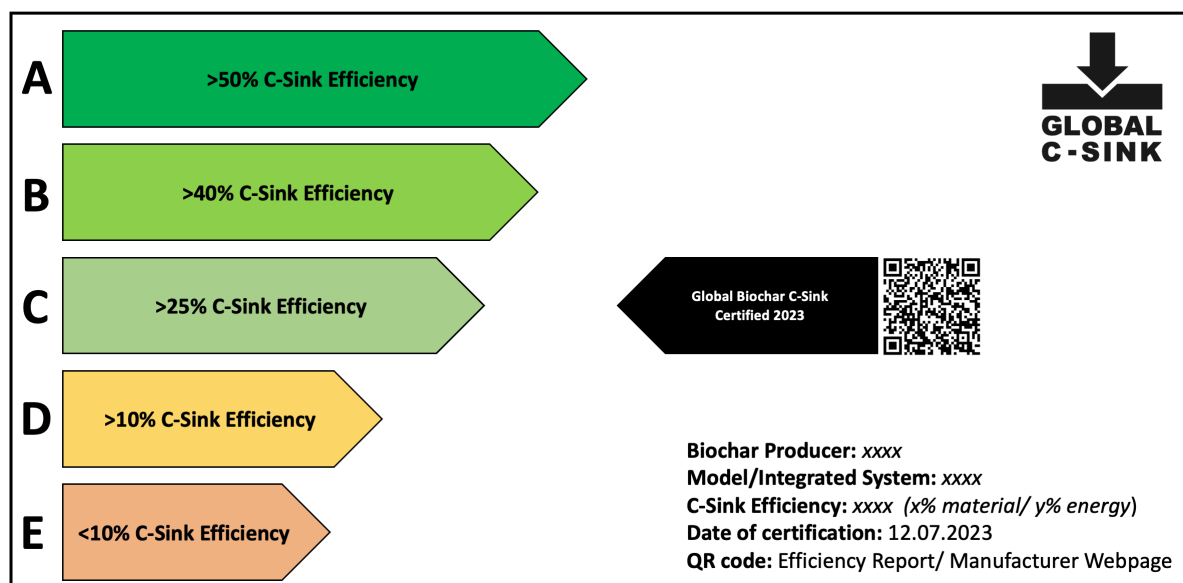 A
>50% C-Sink Efficiency
GLOBAL
C-SINK
B
>40% C-Sink Efficiency
C
>25% C-Sink Efficiency
Global Biochar C-Sink
Certified 2023
D
>10% C-Sink Efficiency
E
<10% C-Sink Efficiency
Biochar Producer: xxxx
Model/Integrated System: xxxx
C-Sink Efficiency: xxxx (x% material/ y% energy)
Date of certification: 12.07.2023
QR code: Efficiency Report/ Manufacturer Webpage